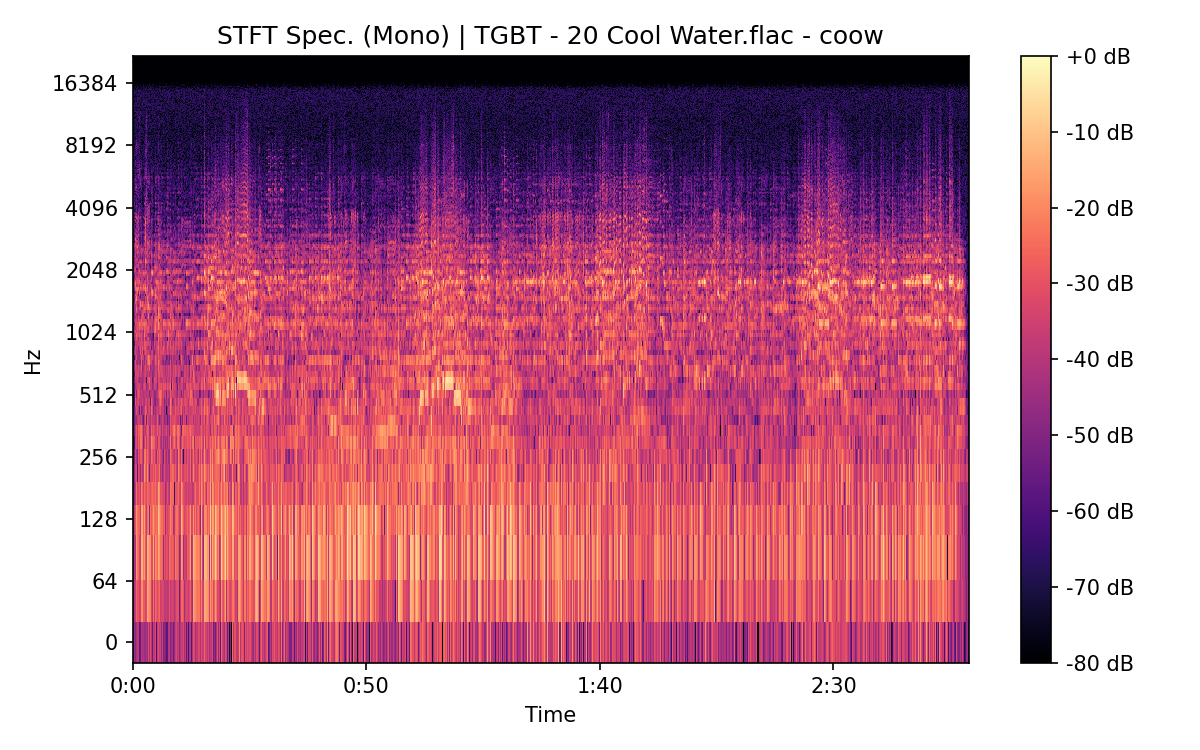 STFT Spec. (Mono) | TGBT - 20 Cool Water.flac - coow
16384
8192
4096
2048
1024
512
256
128
64
0
Hz
0:00
0:50
1:40
2:30
Time
+0 dB
-10 dB
-20 dB
-30 dB
-40 dB
-50 dB
-60 dB
-70 dB
-80 dB